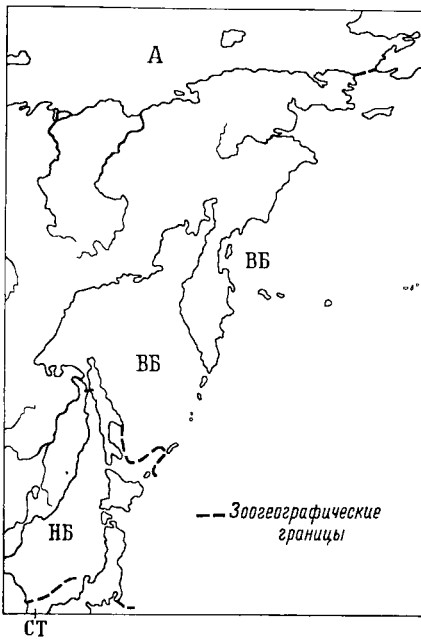 А
ВБ
ВБ
НБ
Зоогеографические
границы
СТ